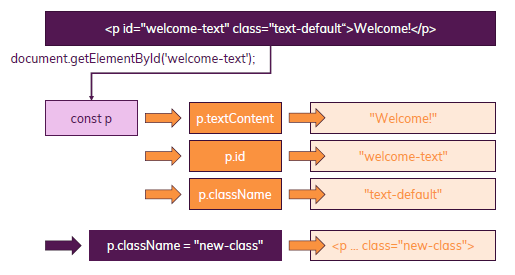 <p id="welcome-text" class="text-default“>Welcome!</p>
document.getElementById('welcome-text');
const p
p.textContent
"Welcome!"
p.id
"welcome-text"
p.className
"text-default"
p.className = "new-class"
<p ... class="new-class">